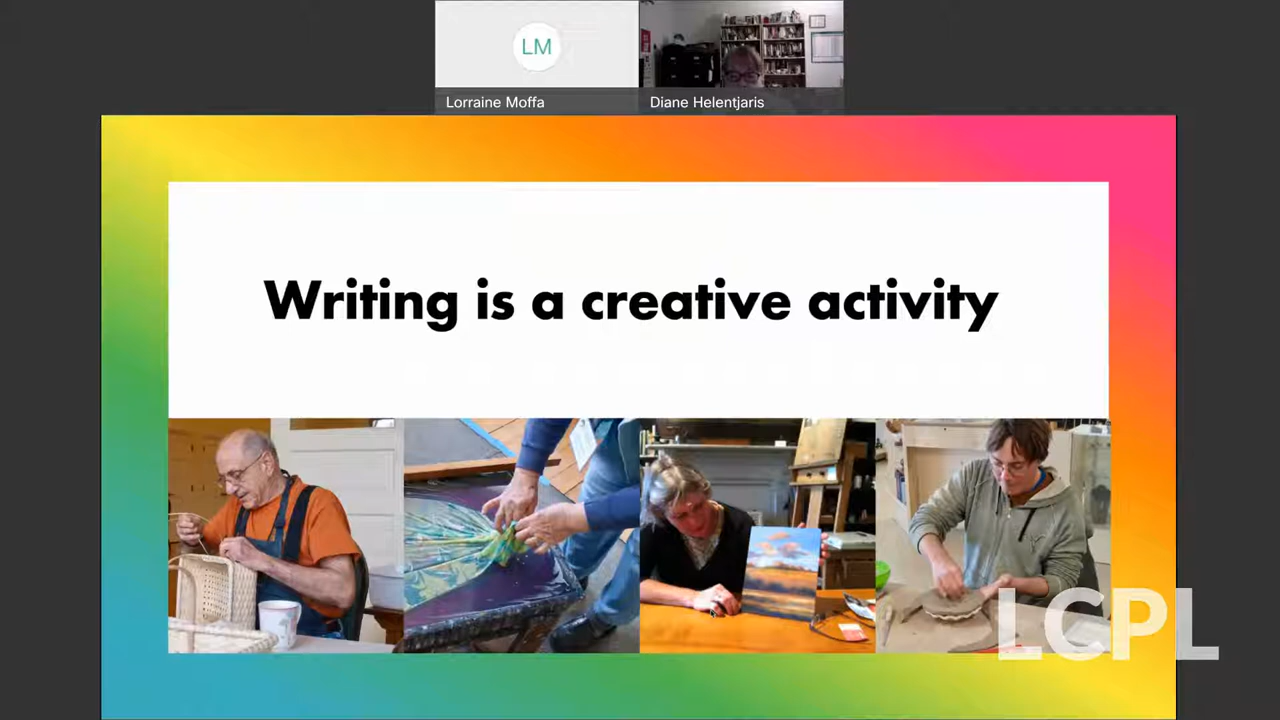 LM
Lorraine Moffa
Diane Helentjaris
Writing is a creative activity
LCPL